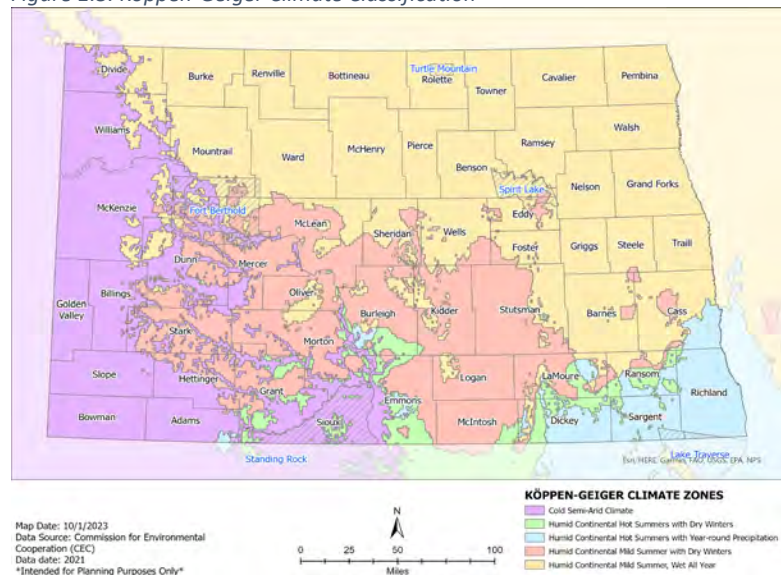 Figure 2.3: Köppen-Geiger Climate Classification
Divide
Burke
Renville
Bottineau
Turtle Mountain
Rolette
Towner
Cavalier
Pembina
Williams
Mountrail
Ward
McHenry
Pierce
Benson
Ramsey
Walsh
Spirit Lake
Nelson
Grand Forks
McKenzie
Fort Berthold
McLean
Sheridan
Wells
Eddy
Foster
Griggs
Steele
Traill
Dunn
Mercer
Golden
Valley
Billings
Oliver
Burleigh
Kidder
Stutsman
Barnes
Cass
Stark
Morton
Slope
Hettinger
Grant
Logan
LaMoure
Ransom
Richland
Bowman
Adams
Sioux
Emmons
McIntosh
Dickey
Sargent
Standing Rock
Lake Traverse
Esri, HERE, Garmin, FAO, USGS, EPA, NPS
KÖPPEN-GEIGER CLIMATE ZONES
Cold Semi-Arid Climate
Humid Continental Hot Summers with Dry Winters
Humid Continental Hot Summers with Year-round Precipitation
Humid Continental Mild Summer with Dry Winters
Humid Continental Mild Summer, Wet All Year
Map Date: 10/1/2023
Data Source: Commission for Environmental
Cooperation (CEC)
Data date: 2021
*Intended for Planning Purposes Only*
N
0 25 50 100
Miles